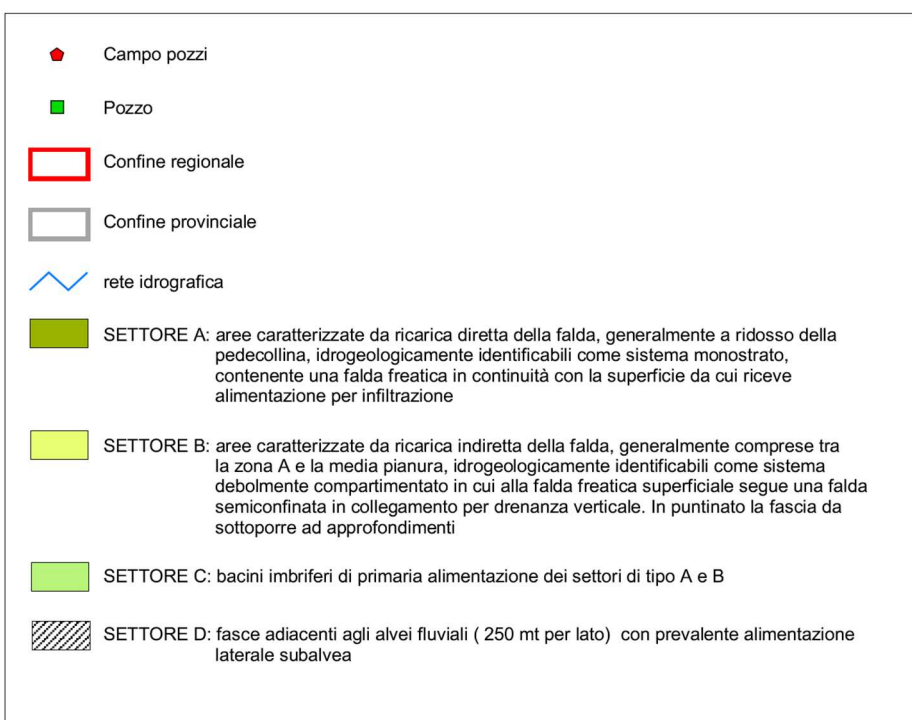 Campo pozzi
Pozzo
Confine regionale
Confine provinciale
rete idrografica
SETTORE A: aree caratterizzate da ricarica diretta della falda, generalmente a ridosso della
pedecollina, idrogeologicamente identificabili come sistema monostrato,
contenente una falda freatica in continuità con la superficie da cui riceve
alimentazione per infiltrazione
SETTORE B: aree caratterizzate da ricarica indiretta della falda, generalmente comprese tra
la zona A e la media pianura, idrogeologicamente identificabili come sistema
debolmente compartimentato in cui alla falda freatica superficiale segue una falda
semiconfinata in collegamento per drenanza verticale. In puntinato la fascia da
sottoporre ad approfondimenti
SETTORE C: bacini imbriferi di primaria alimentazione dei settori di tipo A e B
SETTORE D: fasce adiacenti agli alvei fluviali ( 250 mt per lato) con prevalente alimentazione
laterale subalvea